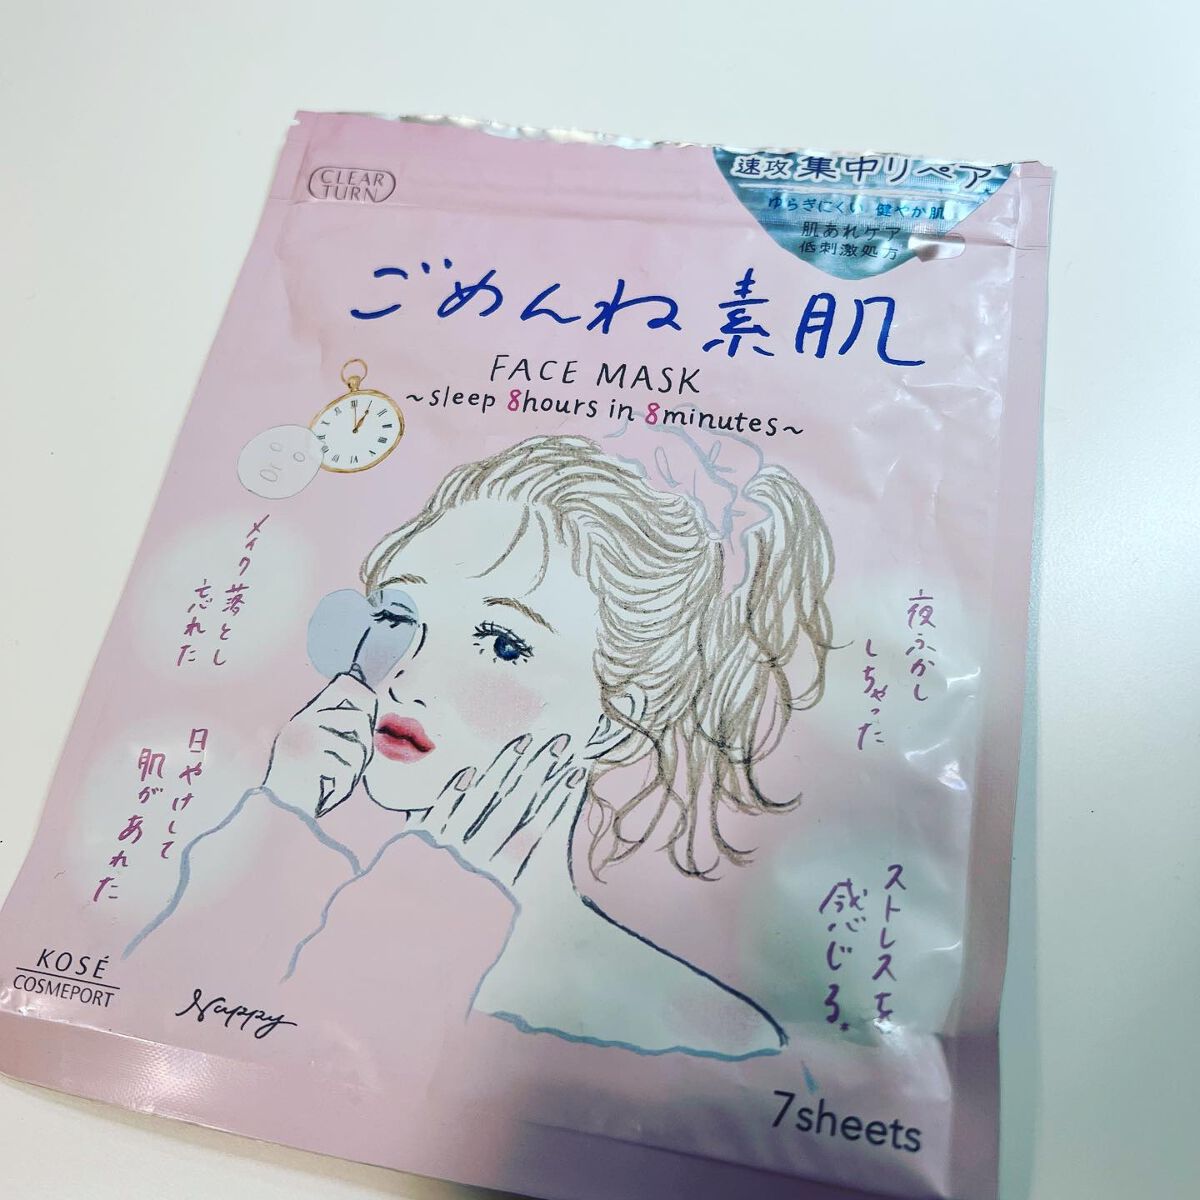 CLEAR
TURN
速攻 集中リペア
ゆらぎにくい 健やか肌
肌あれケア
低刺激処方
ごめんね素肌
FACE MASK
~sleep 8hours in 8minutes~
メイク落とし
忘れた
夜ふかし
しちゃった
日やけして
肌があれた
ストレスを
感じる。
KOSÉ
COSMEPORT
Nappy
7sheets